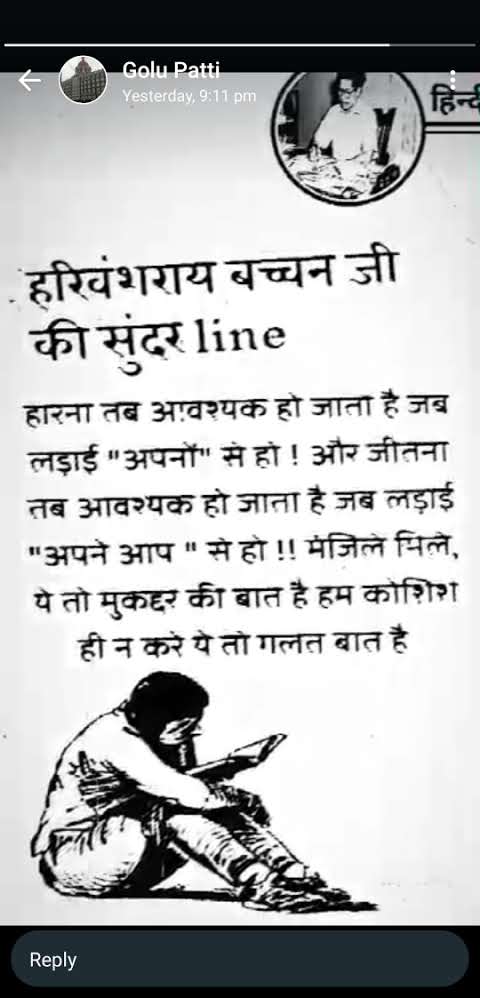 Golu Patti
Yesterday, 9:11 pm
हरिवंशराय बच्चन जी
की सुंदर line
हारना तब आवश्यक हो जाता है जब
लड़ाई "अपनों" से हो ! और जीतना
तब आवश्यक हो जाता है जब लड़ाई
"अपने आप " से हो !! मंजिले मिले,
ये तो मुकद्दर की बात है हम कोशिश
ही न करे ये तो गलत बात है
Reply